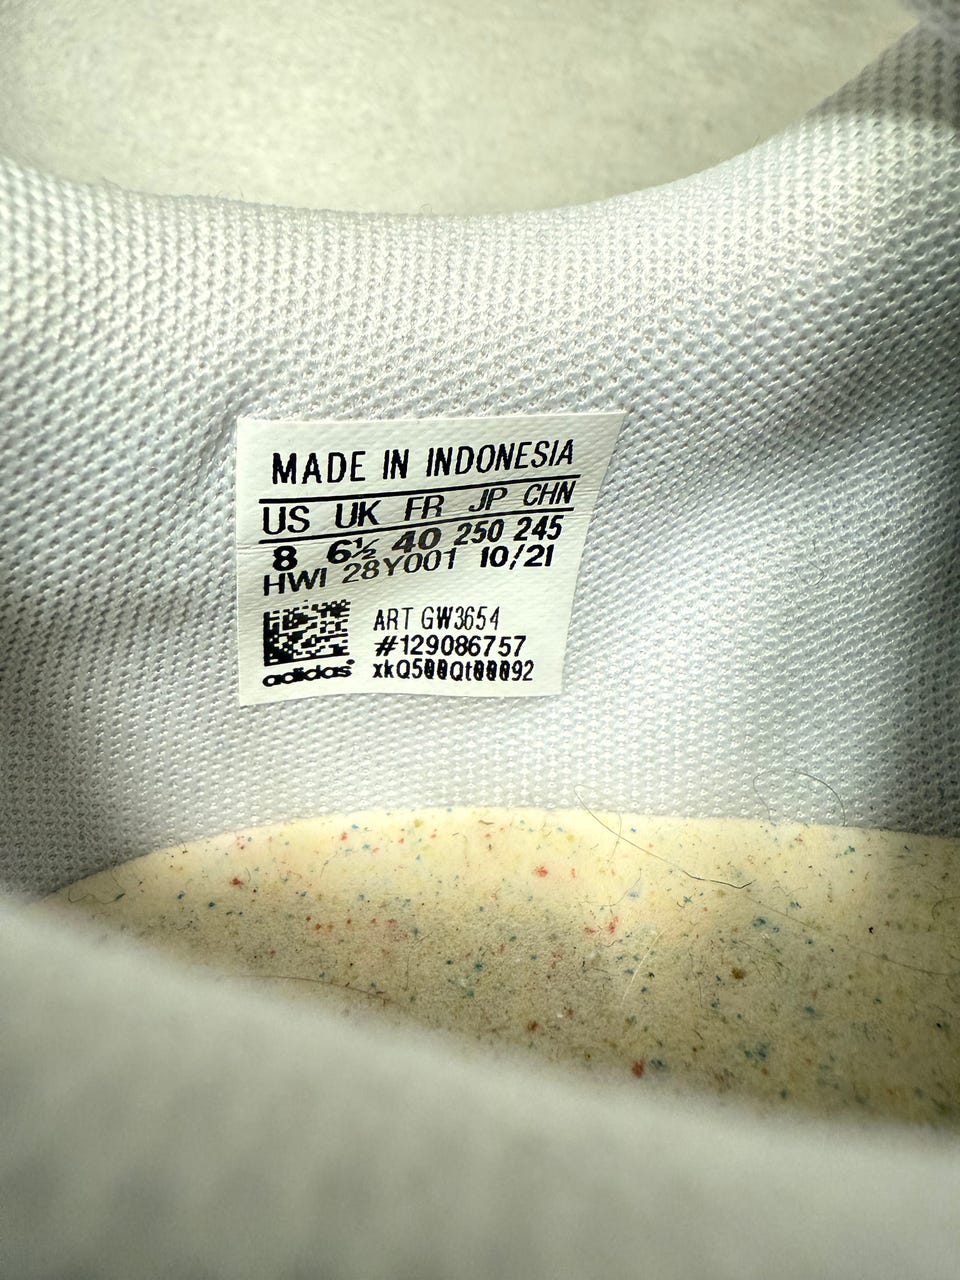 MADE IN INDONESIA
US UK FR JP CHN
8 6½ 40 250 245
HWI 28Y001 10/21
ART GW3654
#129086757
adidas xkQ500Qt00092